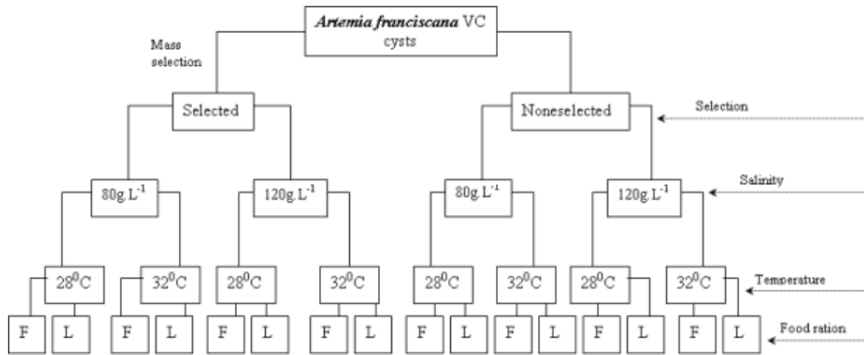 Artemia franciscana VC
cysts
Mass
selection
Selected
Noneselected
Selection
80g.L⁻¹
120g.L⁻¹
80g.L⁻¹
120g.L⁻¹
Salinity
28⁰C
32⁰C
28⁰C
32⁰C
28⁰C
32⁰C
28⁰C
32⁰C
Temperature
F
L
F
L
F
L
F
L
F
L
F
L
F
L
F
L
Food ration